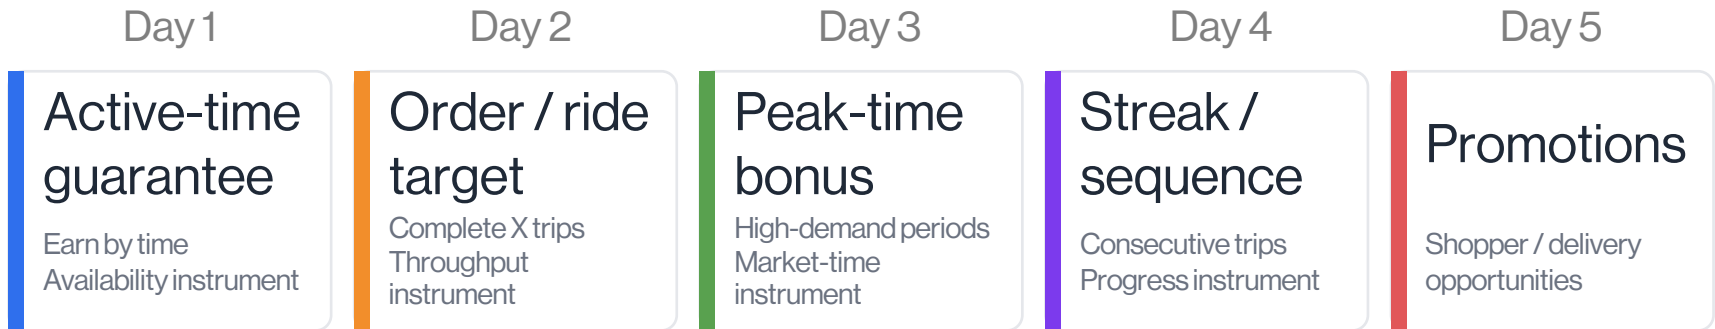 Day 1
Active-time
guarantee
Earn by time
Availability instrument
Day 2
Order / ride
target
Complete X trips
Throughput
instrument
Day 3
Peak-time
bonus
High-demand periods
Market-time
instrument
Day 4
Streak /
sequence
Consecutive trips
Progress instrument
Day 5
Promotions
Shopper / delivery
opportunities